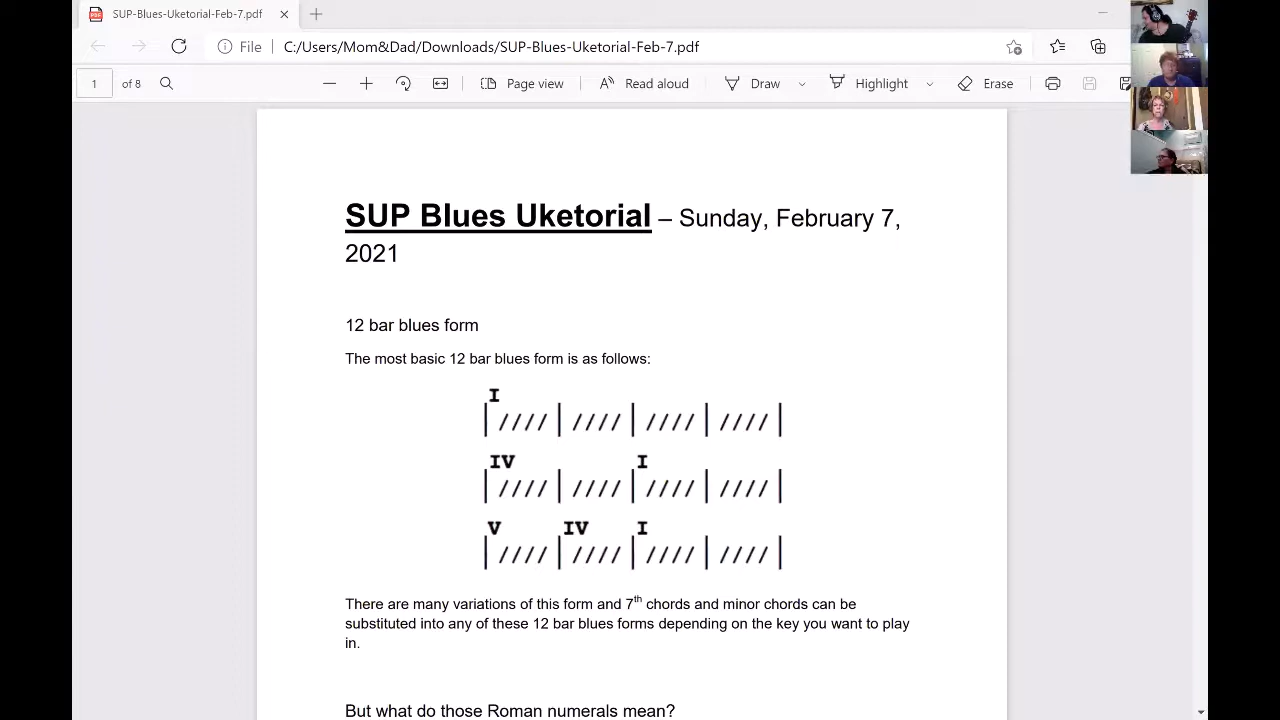 SUP-Blues-Uketorial-Feb-7.pdf
File C:/Users/Mom&Dad/Downloads/SUP-Blues-Uketorial-Feb-7.pdf
1 of 8 Page view Read aloud Draw Highlight Erase
SUP Blues Uketorial – Sunday, February 7,
2021
12 bar blues form
The most basic 12 bar blues form is as follows:
I
| //// | //// | //// | //// |
IV I
| //// | //// | //// | //// |
V IV I
| //// | //// | //// | //// |
There are many variations of this form and 7th chords and minor chords can be
substituted into any of these 12 bar blues forms depending on the key you want to play
in.
But what do those Roman numerals mean?